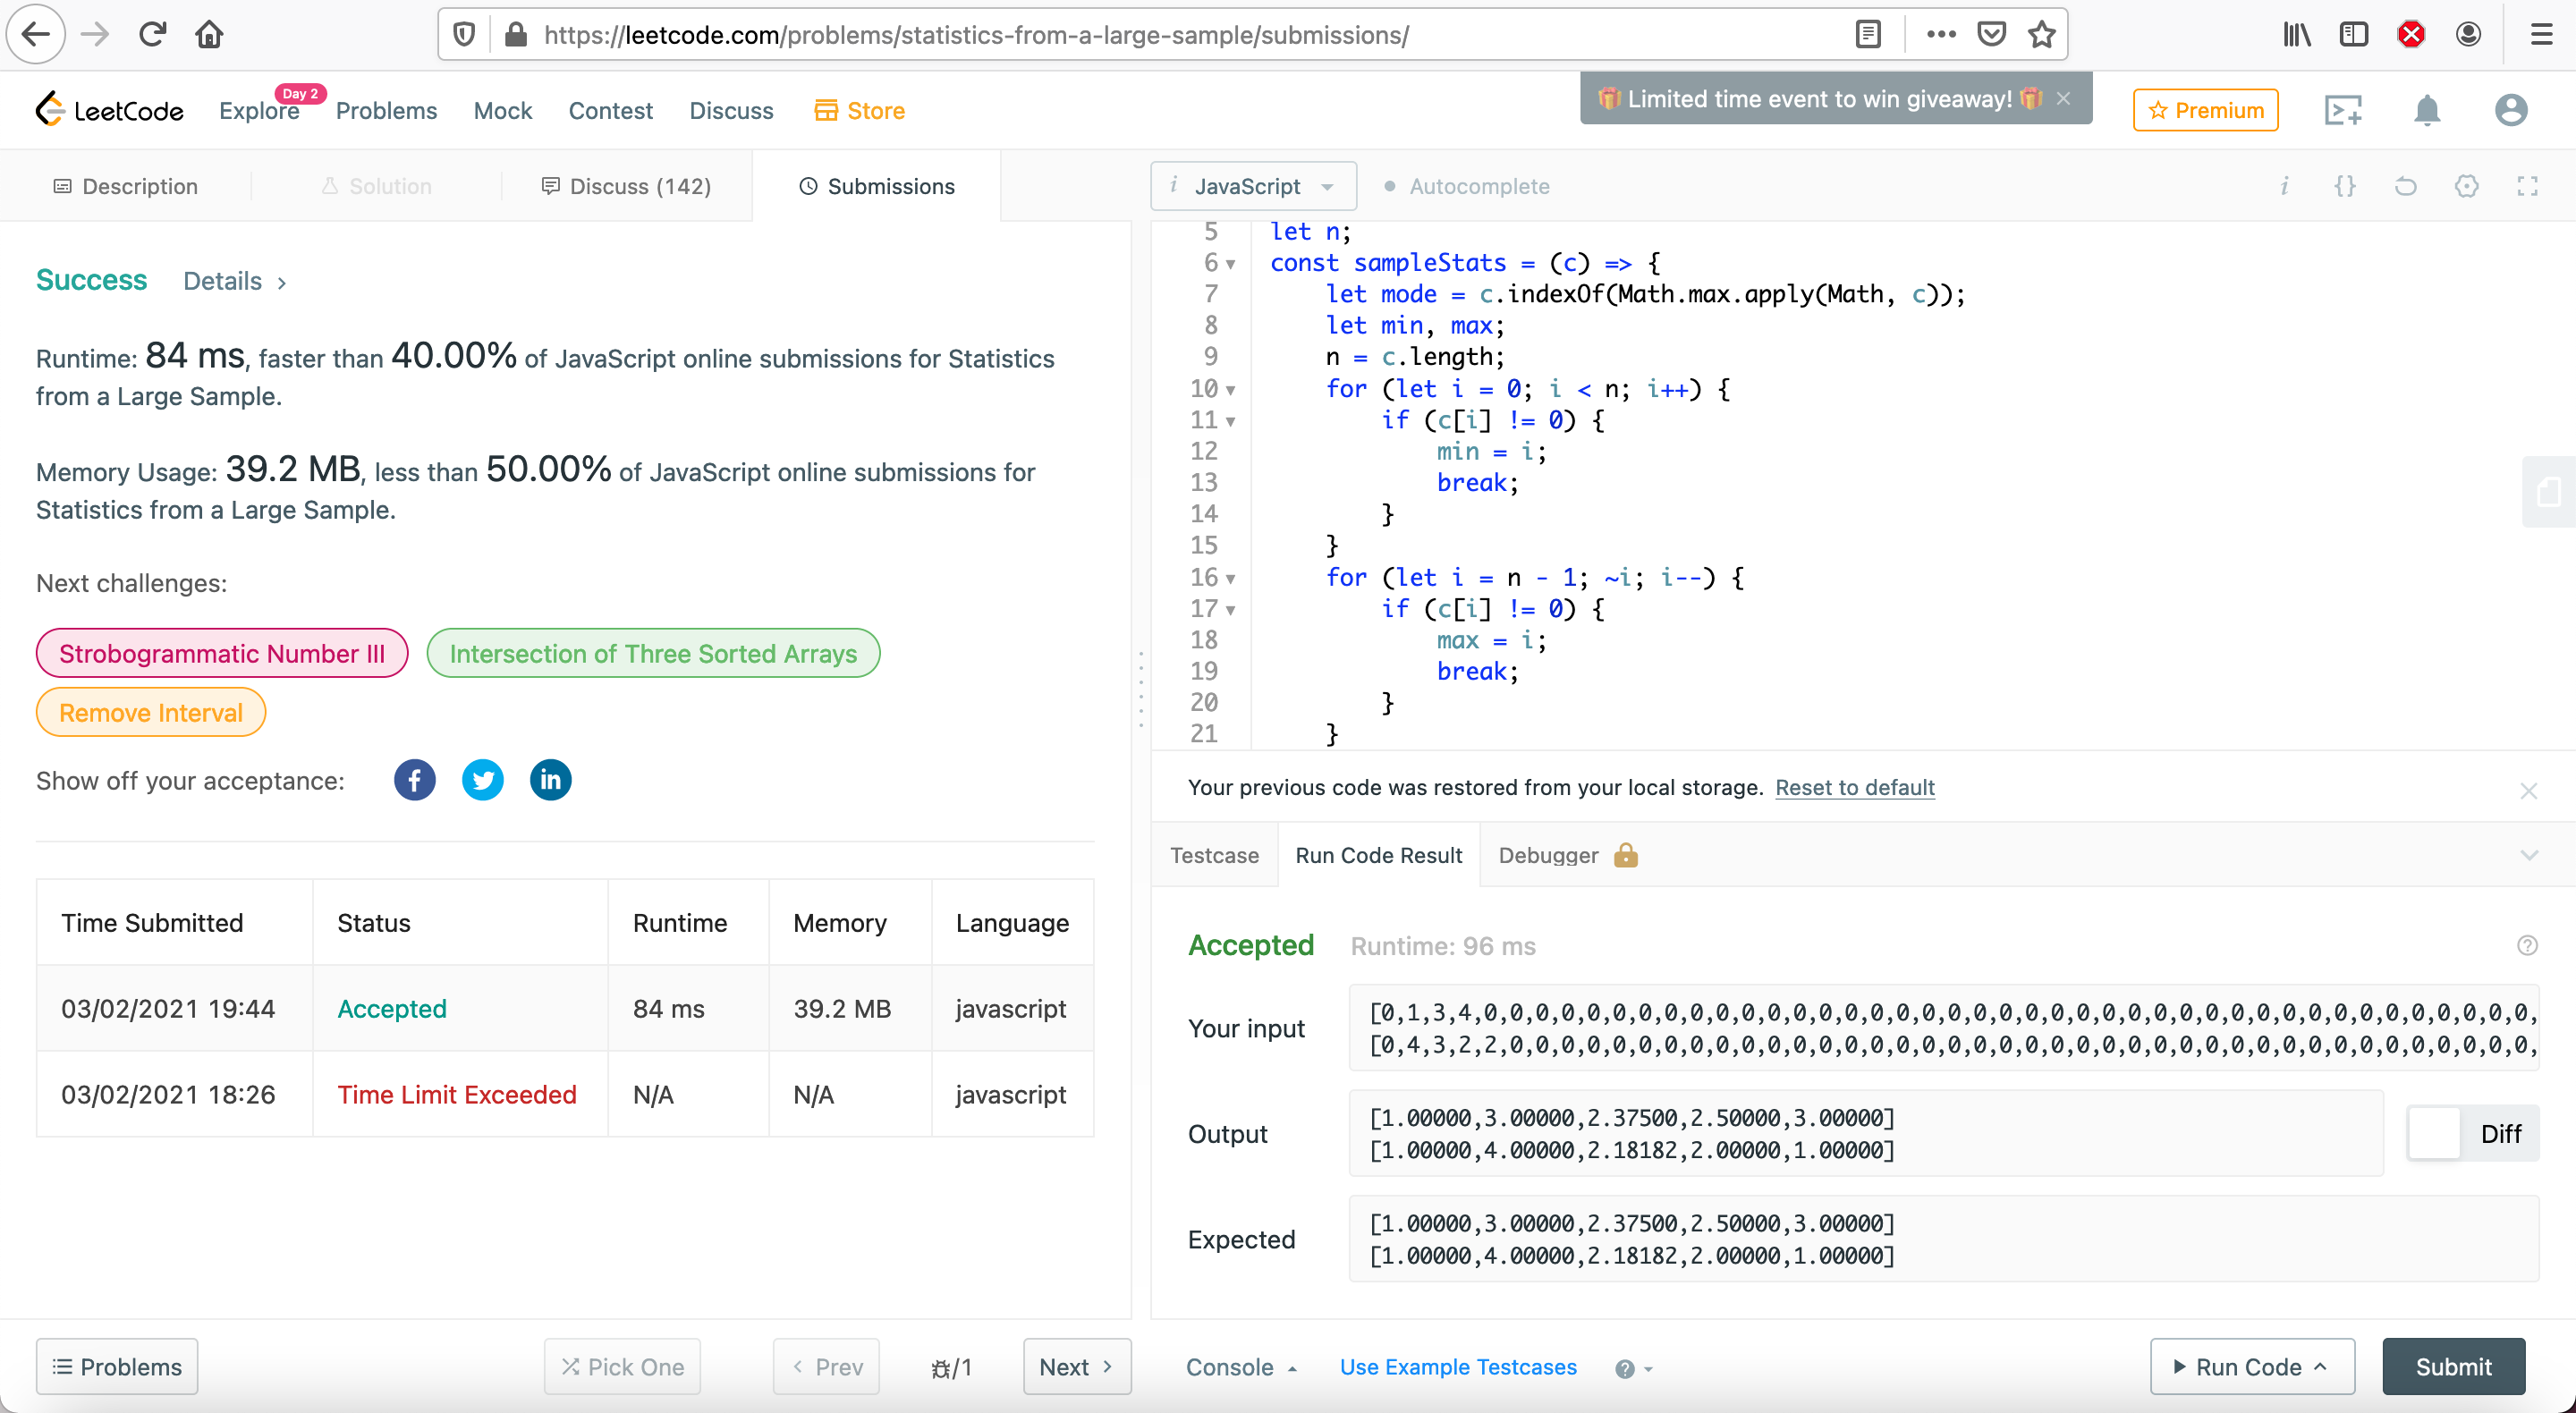 https://leetcode.com/problems/statistics-from-a-large-sample/submissions/
LeetCode
Explore
Day 2
Problems
Mock
Contest
Discuss
Store
Limited time event to win giveaway!
Premium
Description
Solution
Discuss (142)
Submissions
Success
Details
Runtime: 84 ms, faster than 40.00% of JavaScript online submissions for Statistics
from a Large Sample.
Memory Usage: 39.2 MB, less than 50.00% of JavaScript online submissions for
Statistics from a Large Sample.
Next challenges:
Strobogrammatic Number III
Intersection of Three Sorted Arrays
Remove Interval
Show off your acceptance:
Time Submitted Status Runtime Memory Language
03/02/2021 19:44 Accepted 84 ms 39.2 MB javascript
03/02/2021 18:26 Time Limit Exceeded N/A N/A javascript
Problems
Pick One
Prev
/1
Next
i JavaScript
Autocomplete
5 let n;
6 const sampleStats = (c) => {
7 let mode = c.indexOf(Math.max.apply(Math, c));
8 let min, max;
9 n = c.length;
10 for (let i = 0; i < n; i++) {
11 if (c[i] != 0) {
12 min = i;
13 break;
14 }
15 }
16 for (let i = n - 1; ~i; i--) {
17 if (c[i] != 0) {
18 max = i;
19 break;
20 }
21 }
Your previous code was restored from your local storage. Reset to default
Testcase
Run Code Result
Debugger
Accepted
Runtime: 96 ms
Your input
[0,1,3,4,0,0,0,0,0,0,0,0,0,0,0,0,0,0,0,0,0,0,0,0,0,0,0,0,0,0,0,0,0,0,0,0,0,0,0,0,0,0,0,0,0,
[0,4,3,2,2,0,0,0,0,0,0,0,0,0,0,0,0,0,0,0,0,0,0,0,0,0,0,0,0,0,0,0,0,0,0,0,0,0,0,0,0,0,0,0,0,
Output
[1.00000,3.00000,2.37500,2.50000,3.00000]
[1.00000,4.00000,2.18182,2.00000,1.00000]
Diff
Expected
[1.00000,3.00000,2.37500,2.50000,3.00000]
[1.00000,4.00000,2.18182,2.00000,1.00000]
Console
Use Example Testcases
Run Code
Submit